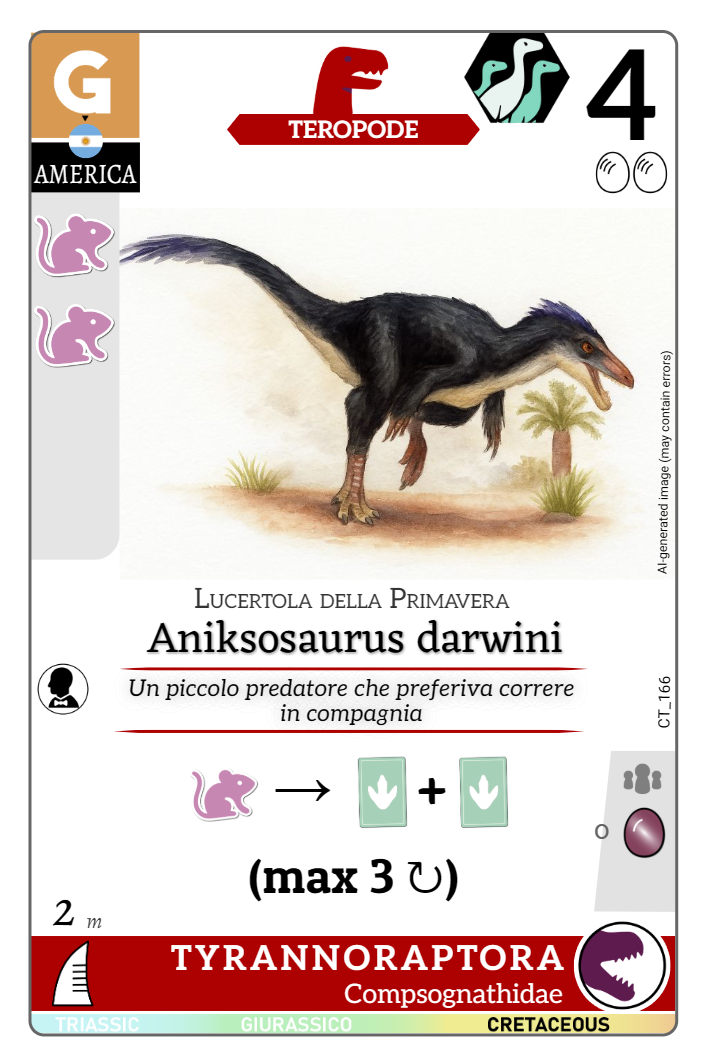 G
TEROPODE
4
AMERICA
AI-generated image (may contain errors)
Lucertola della Primavera
Aniksosaurus darwini
Un piccolo predatore che preferiva correre
in compagnia
CT_166
→ +
o
(max 3 ↻)
2 m
TYRANNORAPTORA
Compsognathidae
TRIASSIC GIURASSICO CRETACEOUS